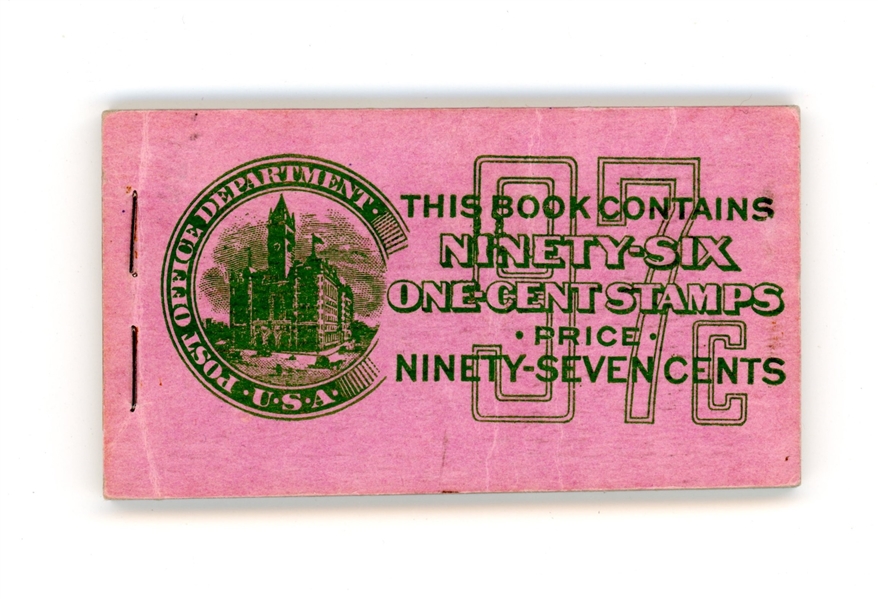 POST OFFICE DEPARTMENT
·U·S·A·
97c
THIS BOOK CONTAINS
NINETY-SIX
ONE-CENT STAMPS
·PRICE·
NINETY-SEVEN CENTS